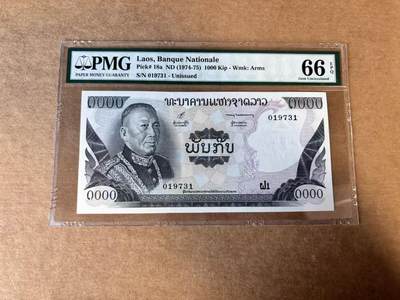 PMG
PAPER MONEY GUARANTY
Laos, Banque Nationale
Pick# 18a ND (1974-75) 1000 Kip - Wmk: Arms
S/N 019731 - Unissued
66 EPQ
Gem Uncirculated
໑໐໐໐
ທະນາຄານແຫ່ງຊາດລາວ
໑໐໐໐
019731
ພັນກີບ
019731
໑໐໐໐
໑໐໐໐